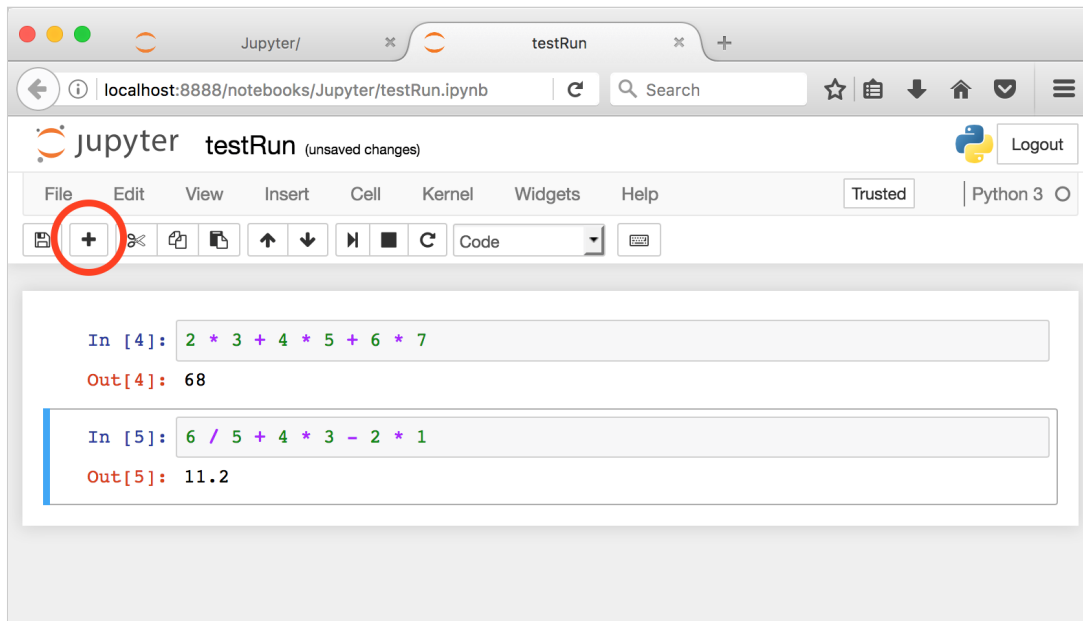 Jupyter/ testRun
localhost:8888/notebooks/Jupyter/testRun.ipynb Search
jupyter testRun (unsaved changes) Logout
File Edit View Insert Cell Kernel Widgets Help Trusted Python 3
Code
In [4]: 2 * 3 + 4 * 5 + 6 * 7
Out[4]: 68
In [5]: 6 / 5 + 4 * 3 - 2 * 1
Out[5]: 11.2